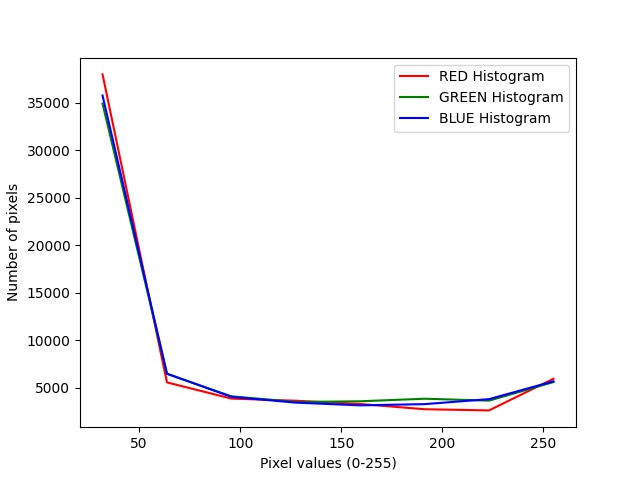 RED Histogram
GREEN Histogram
BLUE Histogram
35000
30000
25000
20000
15000
10000
5000
Number of pixels
50 100 150 200 250
Pixel values (0-255)